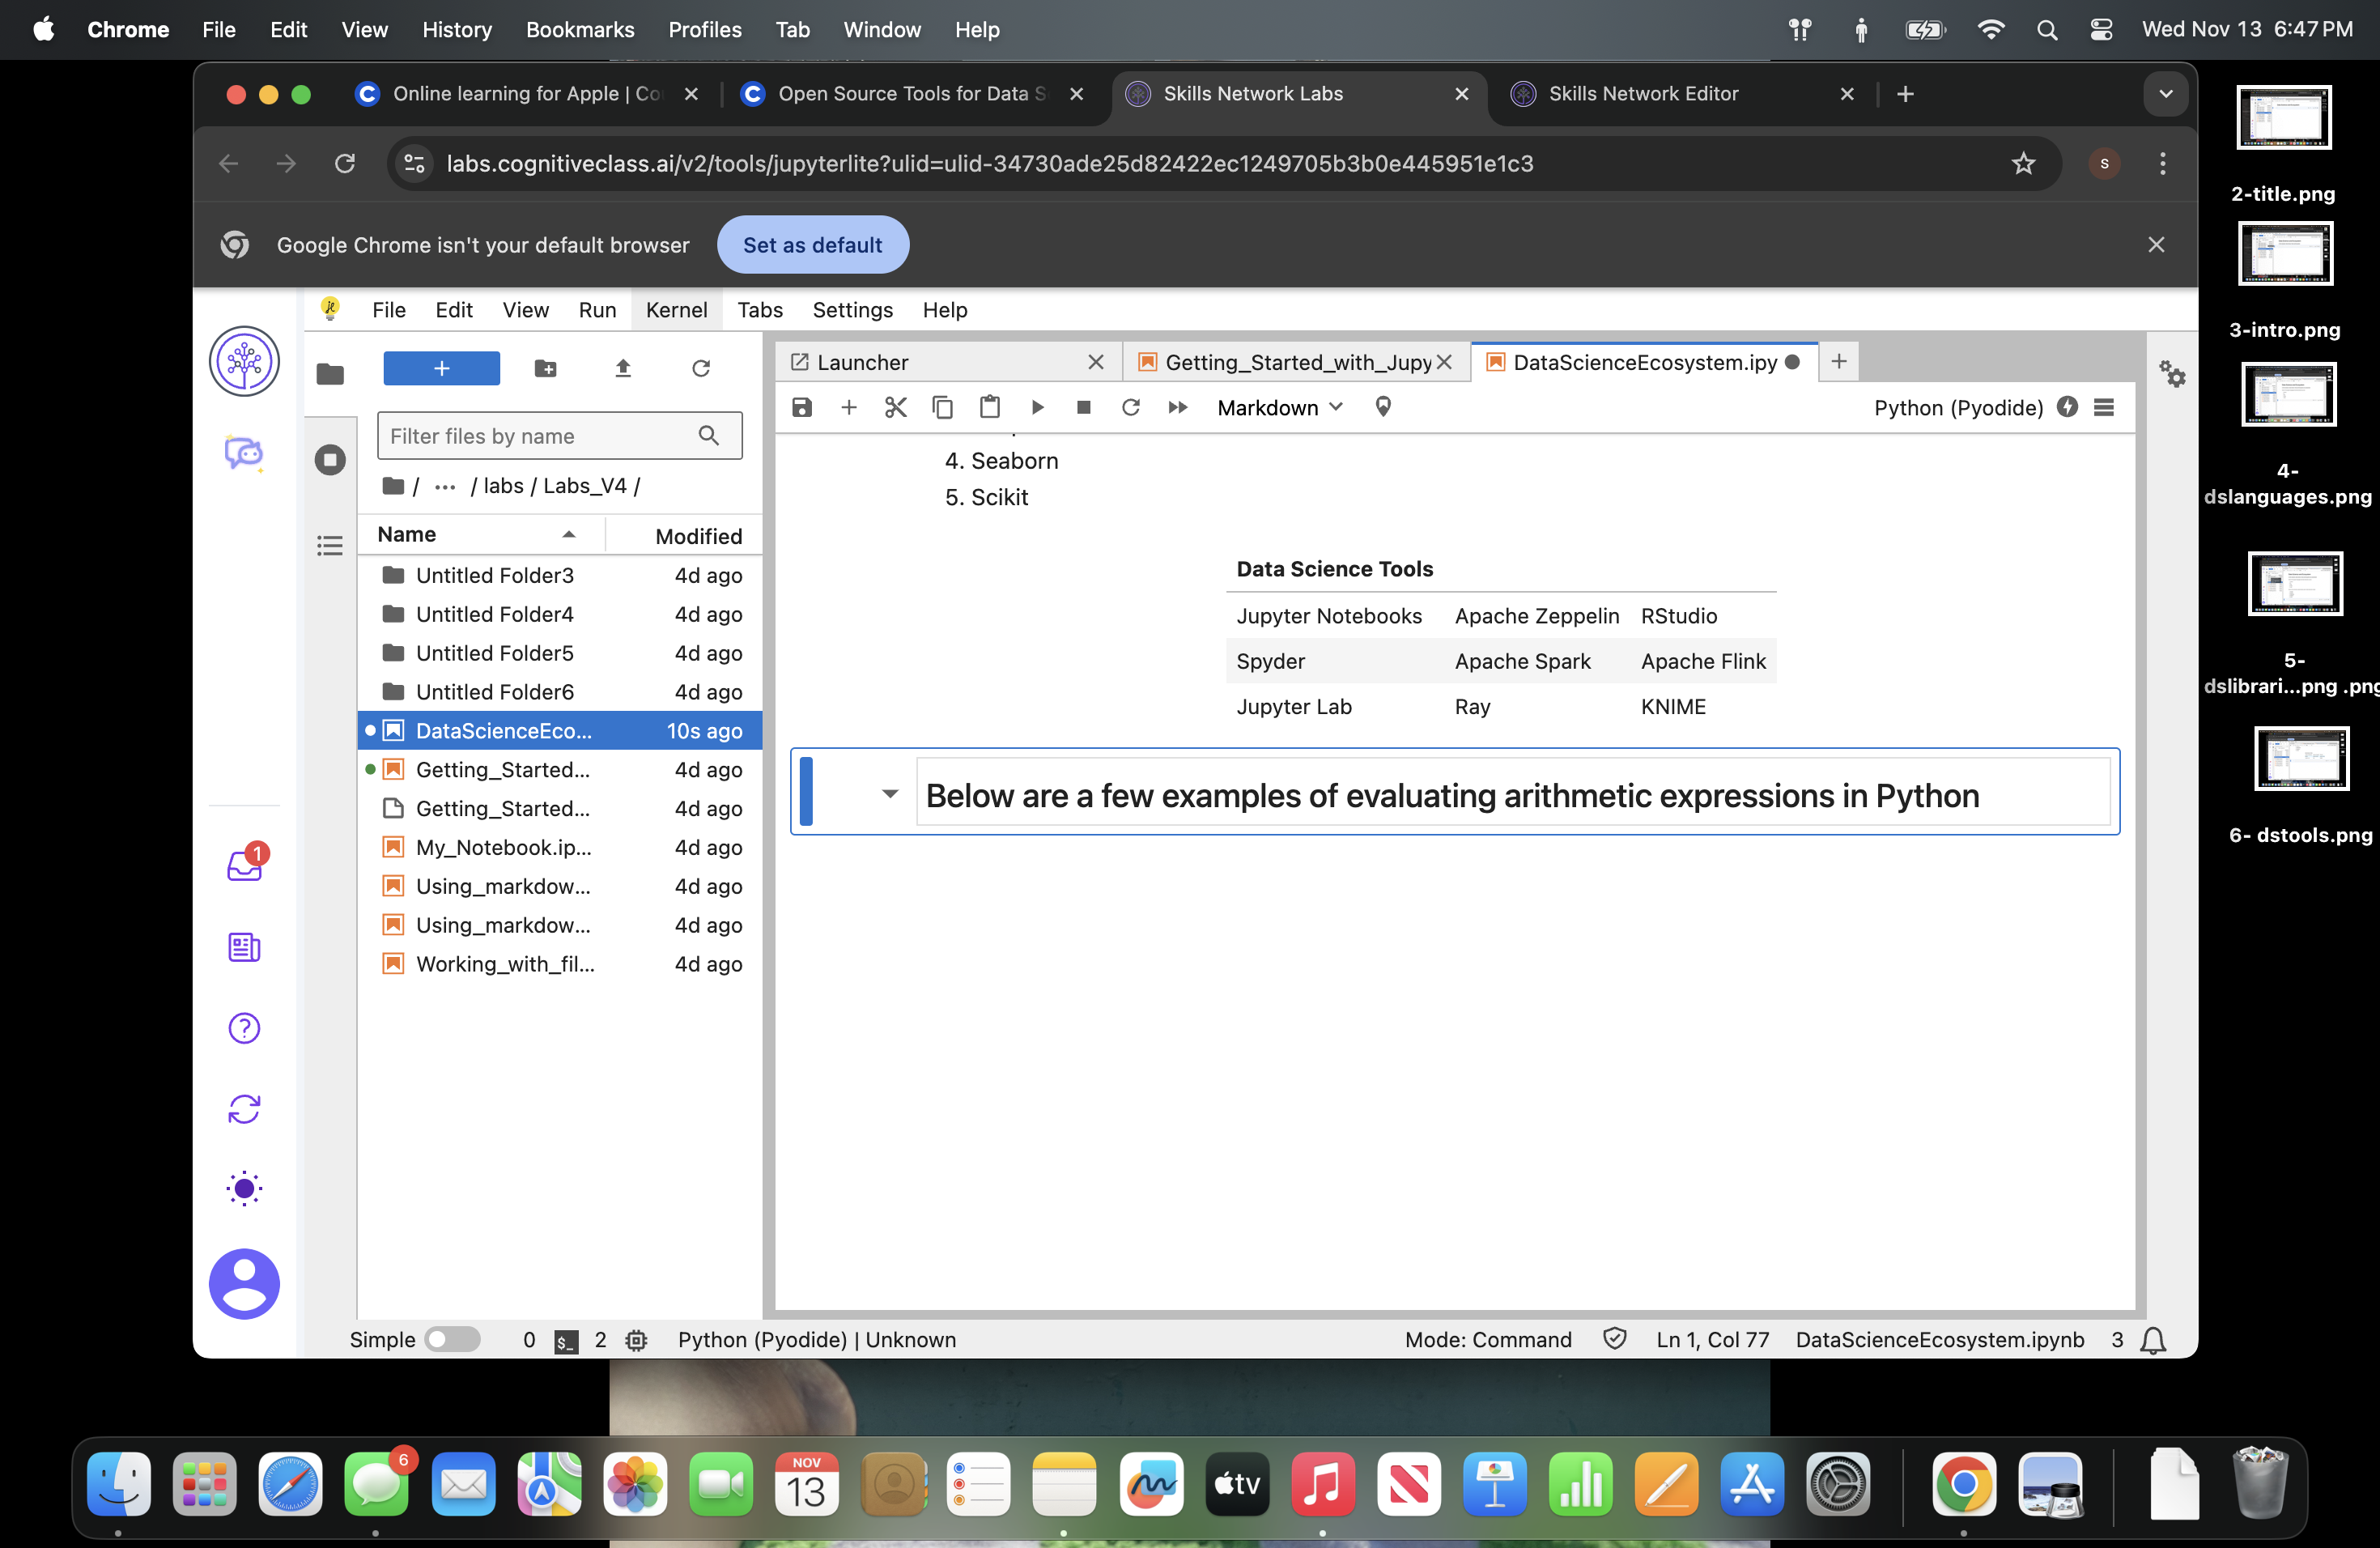 Chrome File Edit View History Bookmarks Profiles Tab Window Help Wed Nov 13 6:47 PM
Online learning for Apple | Co
Open Source Tools for Data S
Skills Network Labs
Skills Network Editor
labs.cognitiveclass.ai/v2/tools/jupyterlite?ulid=ulid-34730ade25d82422ec1249705b3b0e445951e1c3
s
Google Chrome isn't your default browser Set as default
File Edit View Run Kernel Tabs Settings Help
Launcher
Getting_Started_with_Jupy
DataScienceEcosystem.ipy
Markdown
Python (Pyodide)
Filter files by name
/ ... / labs / Labs_V4 /
Name Modified
Untitled Folder3 4d ago
Untitled Folder4 4d ago
Untitled Folder5 4d ago
Untitled Folder6 4d ago
DataScienceEco... 10s ago
Getting_Started... 4d ago
Getting_Started... 4d ago
My_Notebook.ip... 4d ago
Using_markdow... 4d ago
Using_markdow... 4d ago
Working_with_fil... 4d ago
4. Seaborn
5. Scikit
Data Science Tools
Jupyter Notebooks Apache Zeppelin RStudio
Spyder Apache Spark Apache Flink
Jupyter Lab Ray KNIME
Below are a few examples of evaluating arithmetic expressions in Python
1
Simple 0 $_ 2 Python (Pyodide) | Unknown Mode: Command Ln 1, Col 77 DataScienceEcosystem.ipynb 3
2-title.png
3-intro.png
4-
dslanguages.png
5-
dslibrari...png .png
6- dstools.png
6
NOV
13
tv